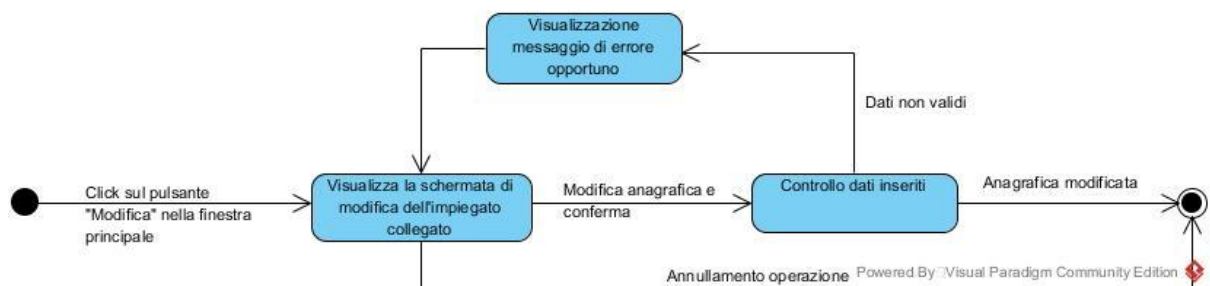 Visualizzazione
messaggio di errore
opportuno
Dati non validi
Click sul pulsante
"Modifica" nella finestra
principale
Visualizza la schermata di
modifica dell'impiegato
collegato
Modifica anagrafica e
conferma
Controllo dati inseriti
Anagrafica modificata
Annullamento operazione
Powered By Visual Paradigm Community Edition